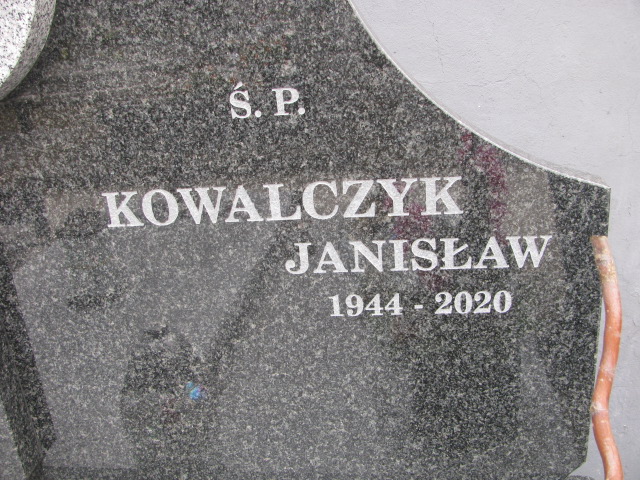 Ś. P.
KOWALCZYK
JANISŁAW
1944 - 2020